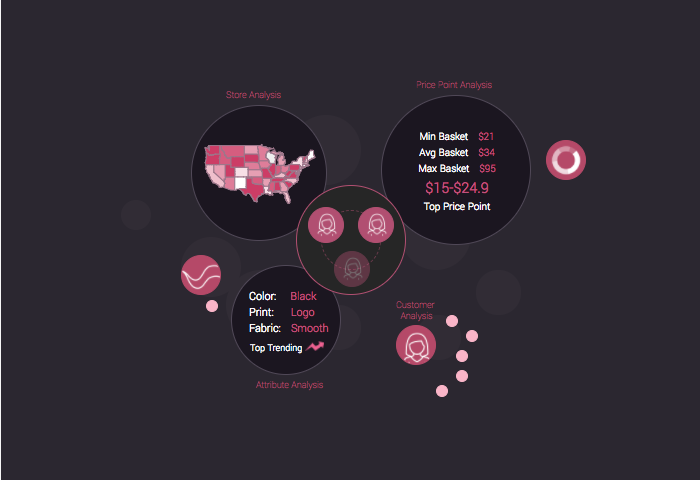 Store Analysis
Price Point Analysis
Min Basket $21
Avg Basket $34
Max Basket $95
$15-$24.9
Top Price Point
Color: Black
Print: Logo
Fabric: Smooth
Top Trending
Attribute Analysis
Customer
Analysis